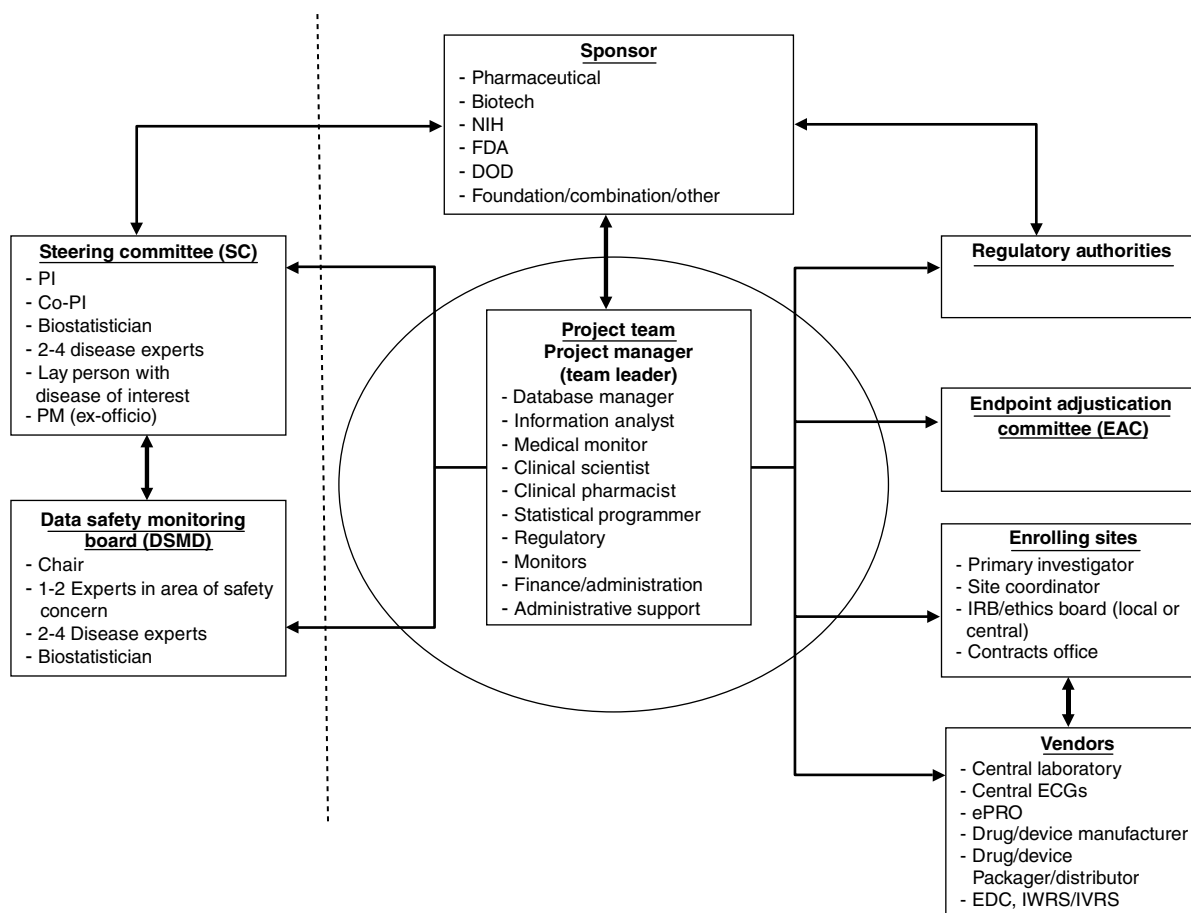 Sponsor
- Pharmaceutical
- Biotech
- NIH
- FDA
- DOD
- Foundation/combination/other
Steering committee (SC)
- PI
- Co-PI
- Biostatistician
- 2-4 disease experts
- Lay person with
disease of interest
- PM (ex-officio)
Data safety monitoring
board (DSMD)
- Chair
- 1-2 Experts in area of safety
concern
- 2-4 Disease experts
- Biostatistician
Project team
Project manager
(team leader)
- Database manager
- Information analyst
- Medical monitor
- Clinical scientist
- Clinical pharmacist
- Statistical programmer
- Regulatory
- Monitors
- Finance/administration
- Administrative support
Regulatory authorities
Endpoint adjustication
committee (EAC)
Enrolling sites
- Primary investigator
- Site coordinator
- IRB/ethics board (local or
central)
- Contracts office
Vendors
- Central laboratory
- Central ECGs
- ePRO
- Drug/device manufacturer
- Drug/device
Packager/distributor
- EDC, IWRS/IVRS